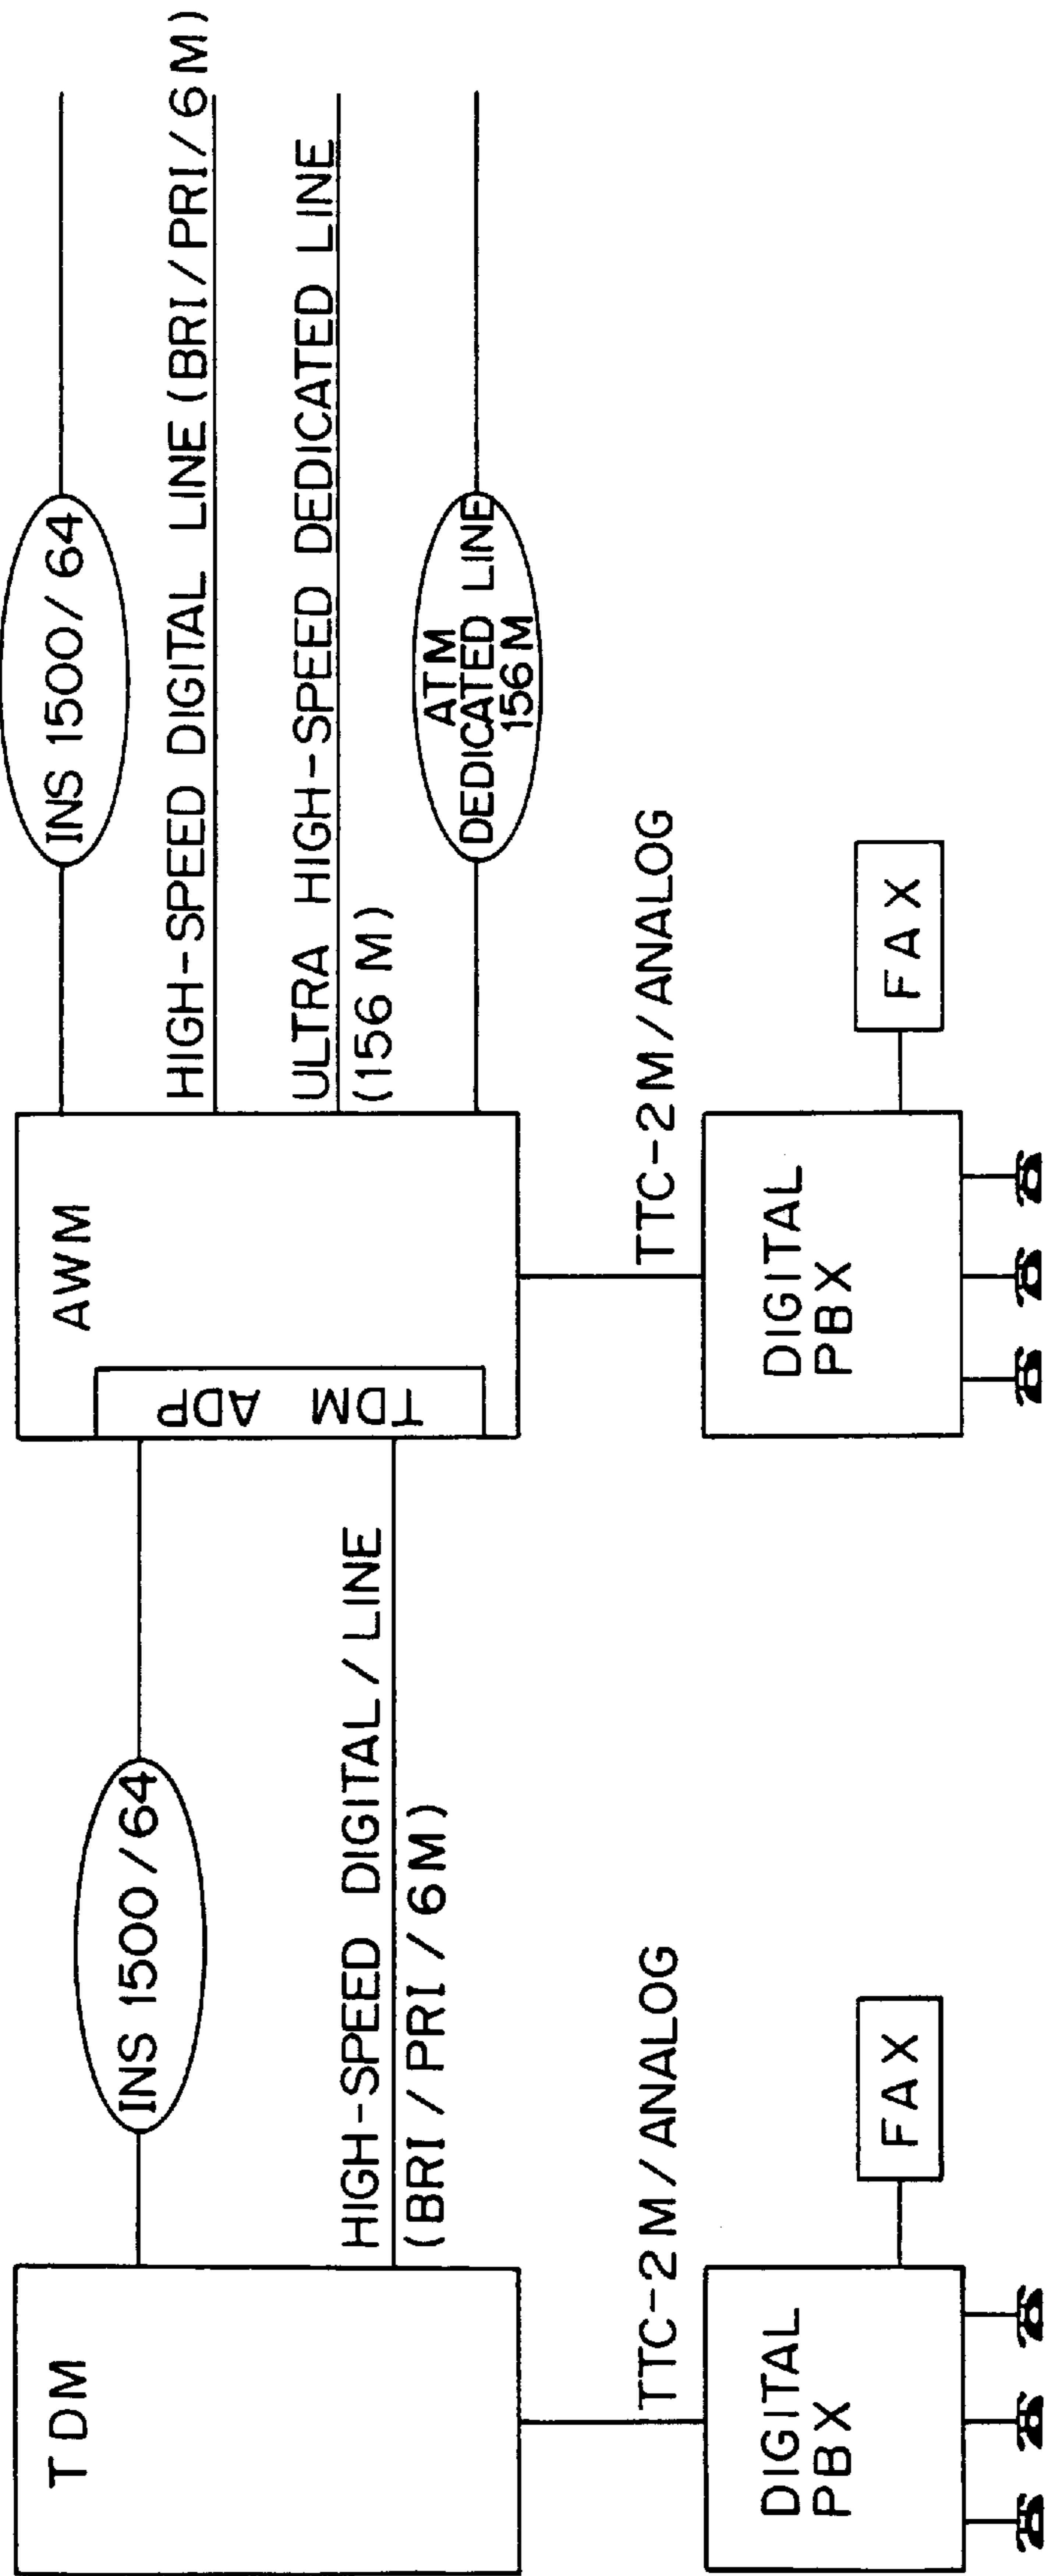 TDM
INS 1500/64
HIGH-SPEED DIGITAL/LINE
(BRI/PRI/6M)
TTC-2M/ANALOG
DIGITAL
PBX
FAX
AWM
TDM ADP
INS 1500/64
HIGH-SPEED DIGITAL LINE (BRI/PRI/6M)
ULTRA HIGH-SPEED DEDICATED LINE
(156 M)
ATM
DEDICATED LINE
156 M
TTC-2M/ANALOG
DIGITAL
PBX
FAX